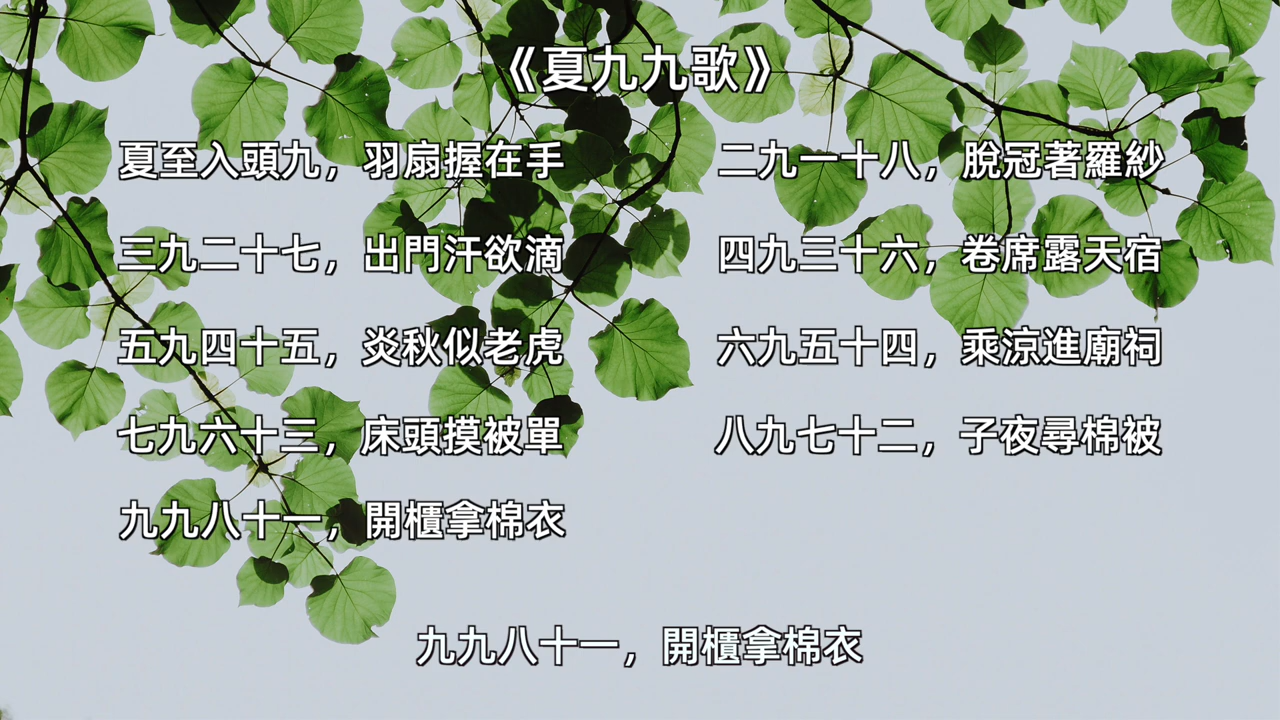 《夏九九歌》
夏至入頭九，羽扇握在手
二九一十八，脫冠著羅紗
三九二十七，出門汗欲滴
四九三十六，卷席露天宿
五九四十五，炎秋似老虎
六九五十四，乘涼進廟祠
七九六十三，床頭摸被單
八九七十二，子夜尋棉被
九九八十一，開櫃拿棉衣
九九八十一，開櫃拿棉衣